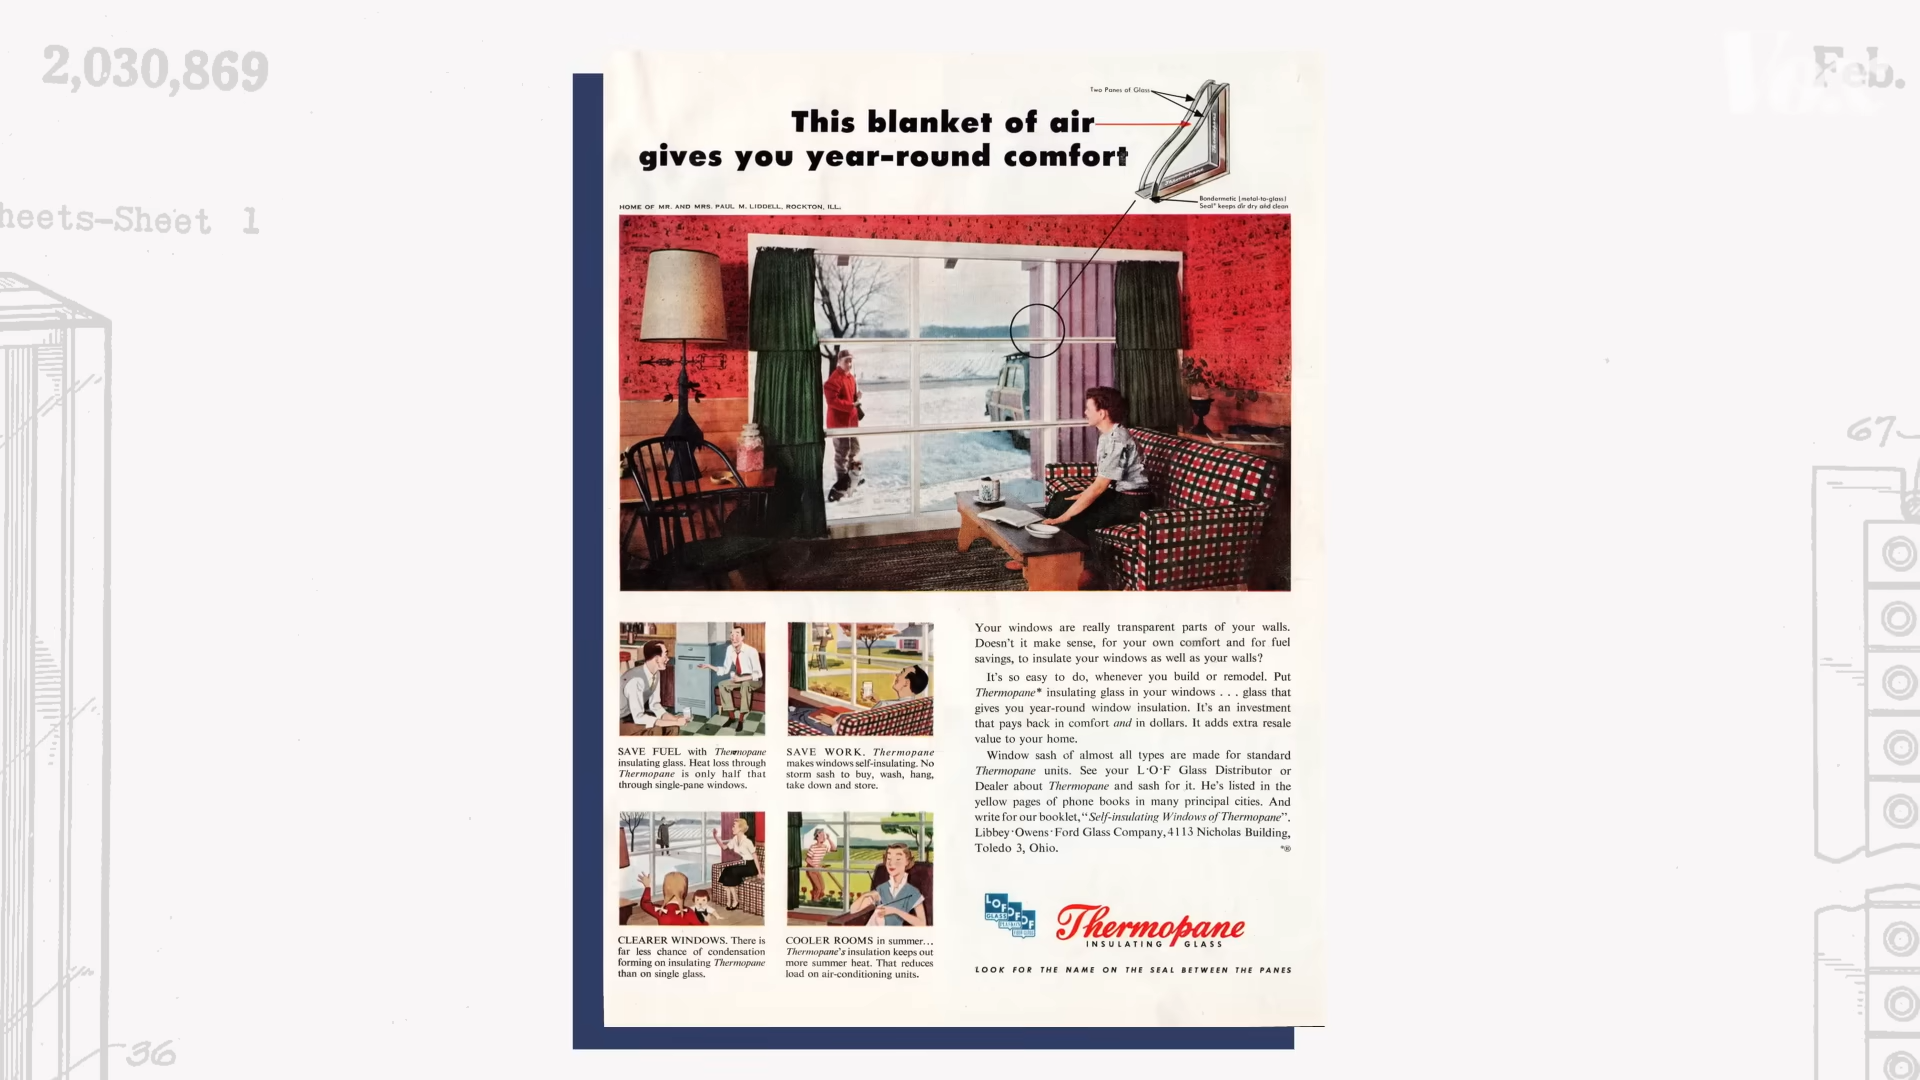 2,030,869
Vox
Feb.
heets-Sheet 1
67
36
Two Panes of Glass
This blanket of air
gives you year-round comfort
Thermopane
Bondermetic (metal-to-glass)
Seal* keeps air dry and clean
HOME OF MR. AND MRS. PAUL M. LIDDELL, ROCKTON, ILL.
SAVE FUEL with Thermopane
insulating glass. Heat loss through
Thermopane is only half that
through single-pane windows.
SAVE WORK. Thermopane
makes windows self-insulating. No
storm sash to buy, wash, hang,
take down and store.
CLEARER WINDOWS. There is
far less chance of condensation
forming on insulating Thermopane
than on single glass.
COOLER ROOMS in summer...
Thermopane's insulation keeps out
more summer heat. That reduces
load on air-conditioning units.
Your windows are really transparent parts of your walls.
Doesn't it make sense, for your own comfort and for fuel
savings, to insulate your windows as well as your walls?
It's so easy to do, whenever you build or remodel. Put
Thermopane* insulating glass in your windows . . . glass that
gives you year-round window insulation. It's an investment
that pays back in comfort and in dollars. It adds extra resale
value to your home.
Window sash of almost all types are made for standard
Thermopane units. See your L·O·F Glass Distributor or
Dealer about Thermopane and sash for it. He's listed in the
yellow pages of phone books in many principal cities. And
write for our booklet, "Self-insulating Windows of Thermopane".
Libbey·Owens·Ford Glass Company, 4113 Nicholas Building,
Toledo 3, Ohio.
*®
LOF
GLASS
Thermopane
INSULATING GLASS
LOOK FOR THE NAME ON THE SEAL BETWEEN THE PANES